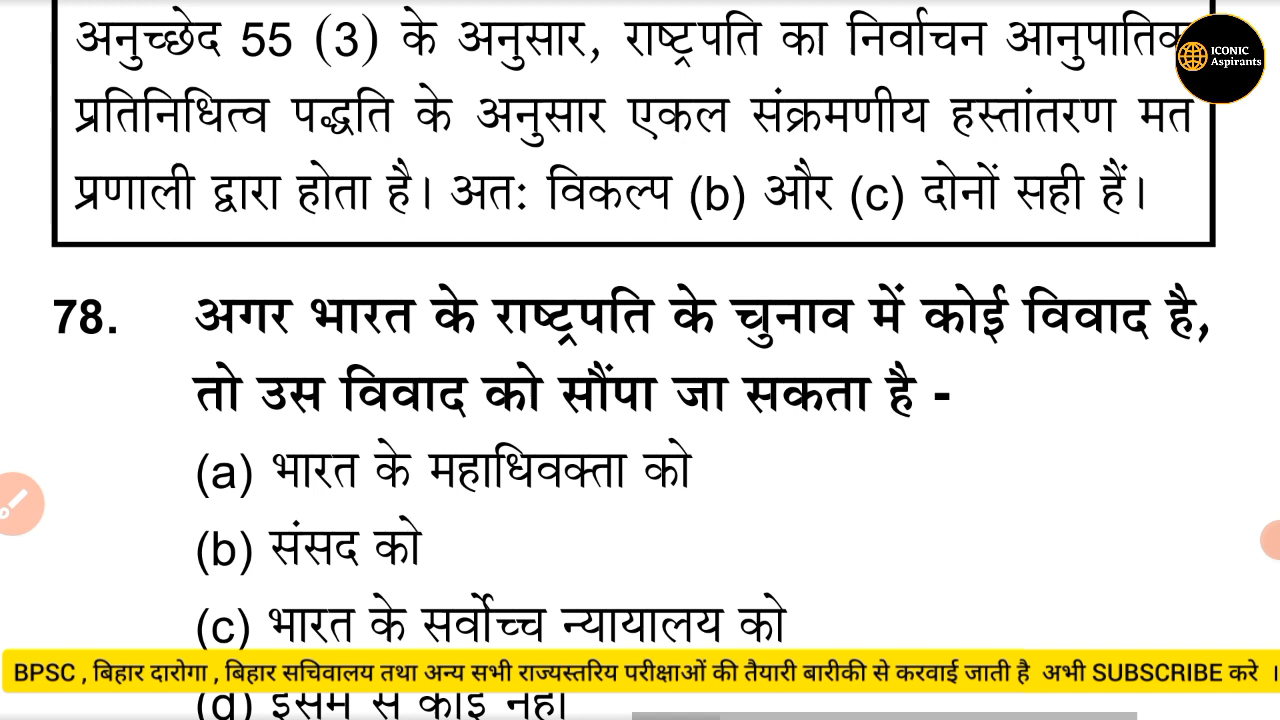 अनुच्छेद 55 (3) के अनुसार, राष्ट्रपति का निर्वाचन आनुपातिक
ICONIC
Aspirants
प्रतिनिधित्व पद्धति के अनुसार एकल संक्रमणीय हस्तांतरण मत
प्रणाली द्वारा होता है। अतः विकल्प (b) और (c) दोनों सही हैं।
78. अगर भारत के राष्ट्रपति के चुनाव में कोई विवाद है,
तो उस विवाद को सौंपा जा सकता है -
(a) भारत के महाधिवक्ता को
(b) संसद को
(c) भारत के सर्वोच्च न्यायालय को
BPSC , बिहार दारोगा , बिहार सचिवालय तथा अन्य सभी राज्यस्तरिय परीक्षाओं की तैयारी बारीकी से करवाई जाती है अभी SUBSCRIBE करे ।
(d) इसमें से कोई नहीं